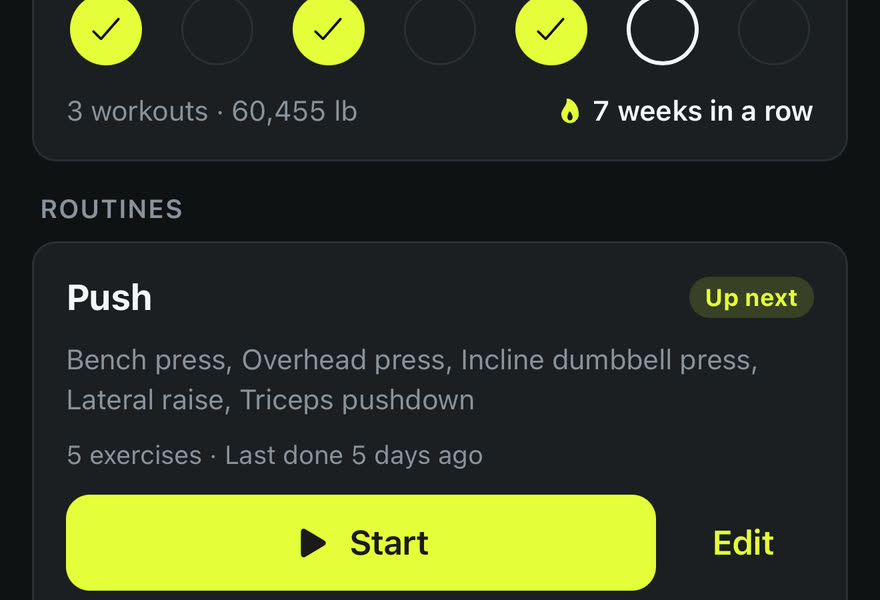 3 workouts · 60,455 lb
7 weeks in a row
ROUTINES
Push
Up next
Bench press, Overhead press, Incline dumbbell press,
Lateral raise, Triceps pushdown
5 exercises · Last done 5 days ago
Start
Edit